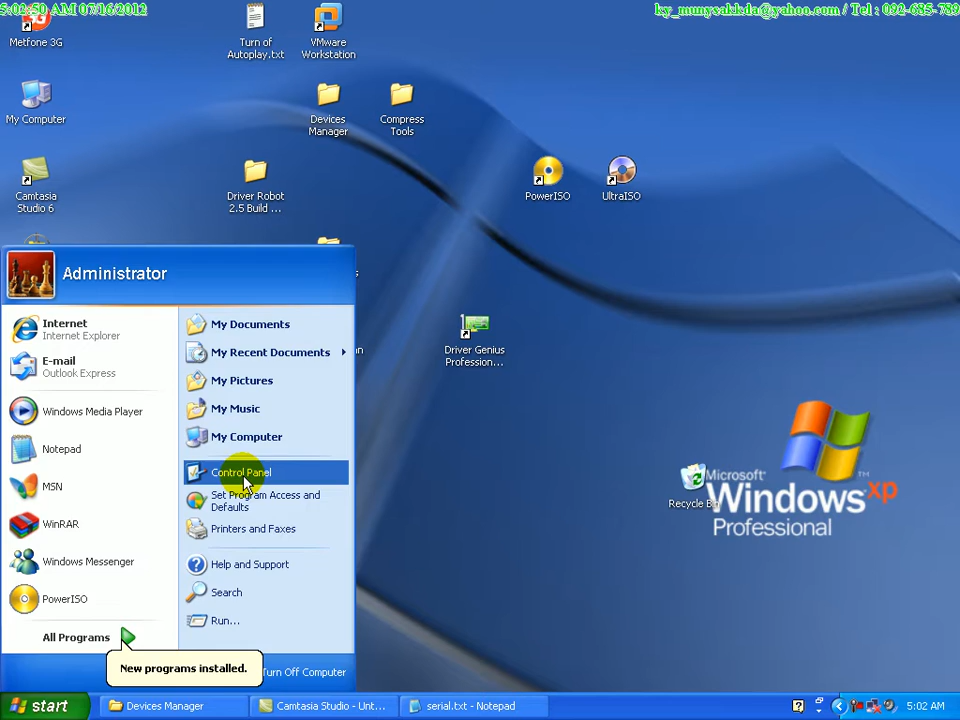 5:02:50 AM 07/16/2012
ky_munysakkda@yahoo.com / Tel : 092-685-789
Metfone 3G
Turn of
Autoplay.txt
VMware
Workstation
My Computer
Devices
Manager
Compress
Tools
Camtasia
Studio 6
Driver Robot
2.5 Build ...
PowerISO
UltraISO
Administrator
Internet
Internet Explorer
E-mail
Outlook Express
Windows Media Player
Notepad
MSN
WinRAR
Windows Messenger
PowerISO
All Programs
New programs installed.
My Documents
My Recent Documents
My Pictures
My Music
My Computer
Control Panel
Set Program Access and
Defaults
Printers and Faxes
Help and Support
Search
Run...
Turn Off Computer
Driver Genius
Profession...
Microsoft®
Windows xp
Professional
start
Devices Manager
Camtasia Studio - Unt...
serial.txt - Notepad
5:02 AM